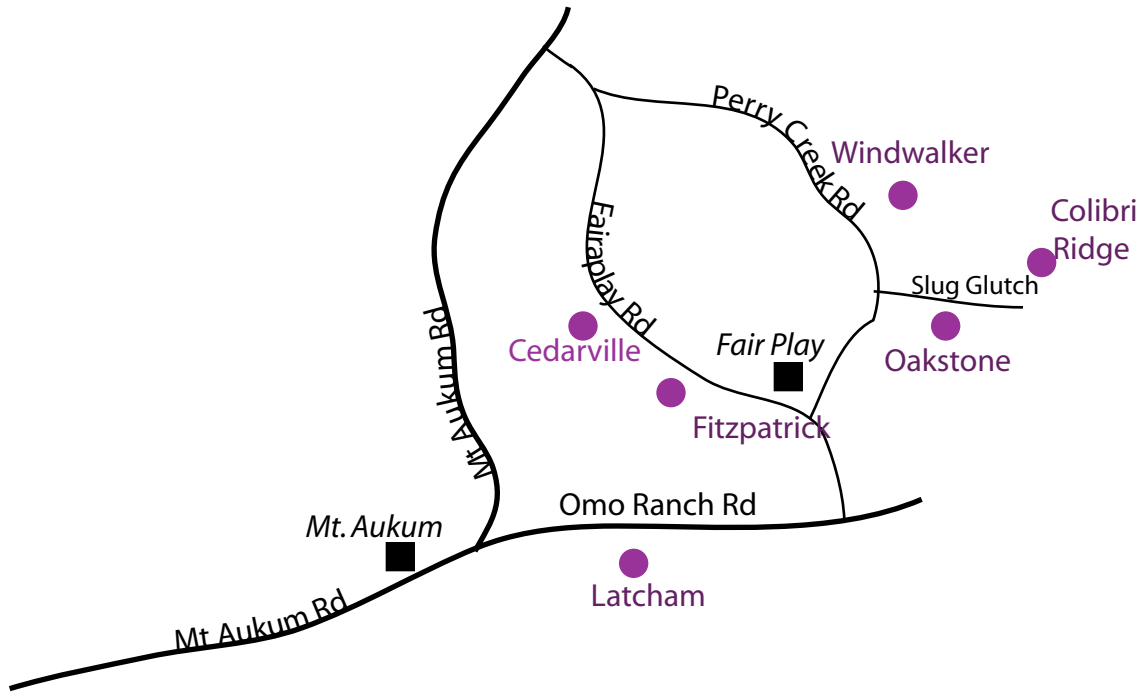 Perry Creek Rd
Windwalker
Colibri
Ridge
Fairaplay Rd
Slug Glutch
Mt Aukum Rd
Fair Play
Cedarville
Oakstone
Fitzpatrick
Omo Ranch Rd
Mt. Aukum
Latcham
Mt Aukum Rd